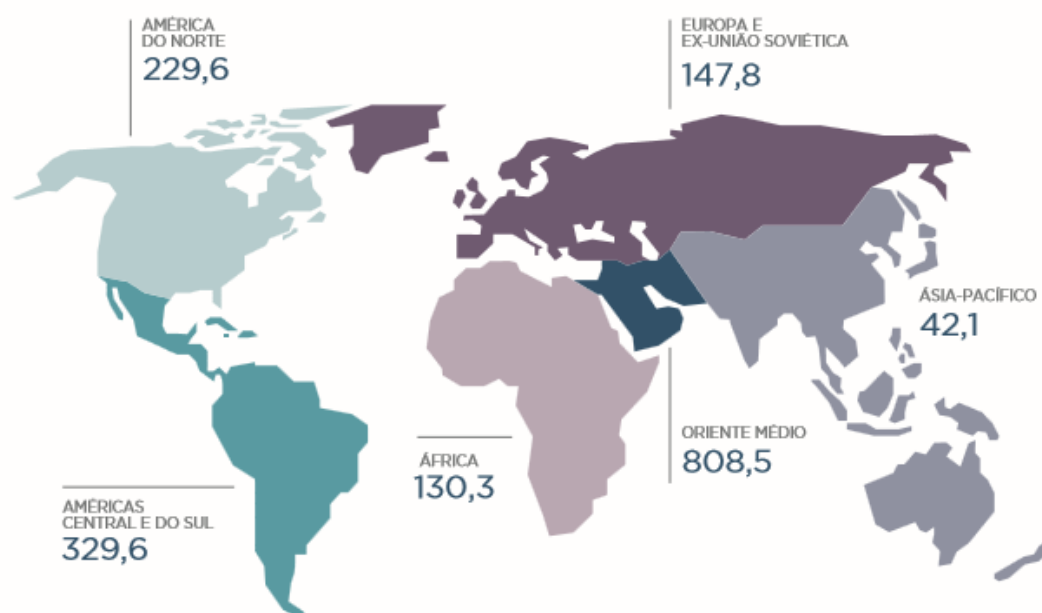 AMÉRICA
DO NORTE
229,6
EUROPA E
EX-UNIÃO SOVIÉTICA
147,8
ÁSIA-PACÍFICO
42,1
ORIENTE MÉDIO
808,5
ÁFRICA
130,3
AMÉRICAS
CENTRAL E DO SUL
329,6